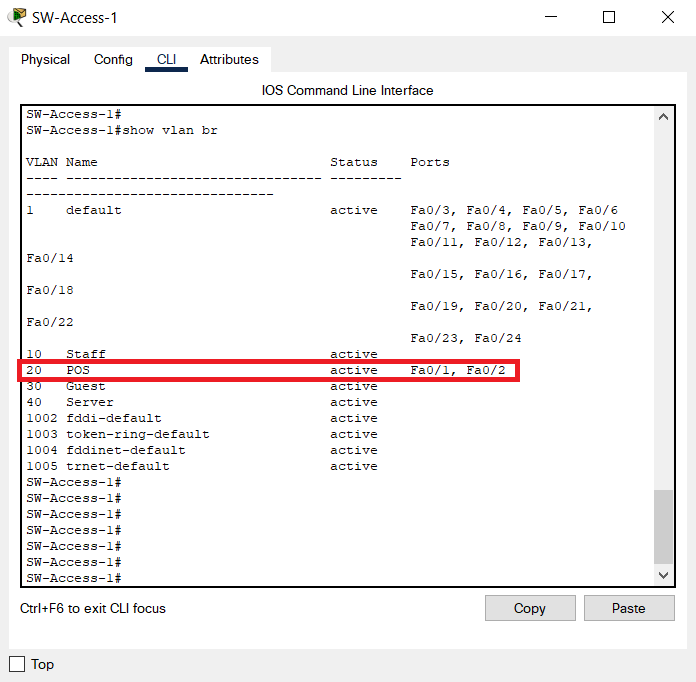 SW-Access-1
Physical Config CLI Attributes
IOS Command Line Interface
SW-Access-1#
SW-Access-1#show vlan br
VLAN Name                             Status    Ports
---- -------------------------------- ---------
-------------------------------
1    default                          active    Fa0/3, Fa0/4, Fa0/5, Fa0/6
                                                Fa0/7, Fa0/8, Fa0/9, Fa0/10
                                                Fa0/11, Fa0/12, Fa0/13,
Fa0/14
                                                Fa0/15, Fa0/16, Fa0/17,
Fa0/18
                                                Fa0/19, Fa0/20, Fa0/21,
Fa0/22
                                                Fa0/23, Fa0/24
10   Staff                            active
20   POS                              active    Fa0/1, Fa0/2
30   Guest                            active
40   Server                           active
1002 fddi-default                     active
1003 token-ring-default               active
1004 fddinet-default                  active
1005 trnet-default                    active
SW-Access-1#
SW-Access-1#
SW-Access-1#
SW-Access-1#
SW-Access-1#
SW-Access-1#
SW-Access-1#
Ctrl+F6 to exit CLI focus Copy Paste
Top